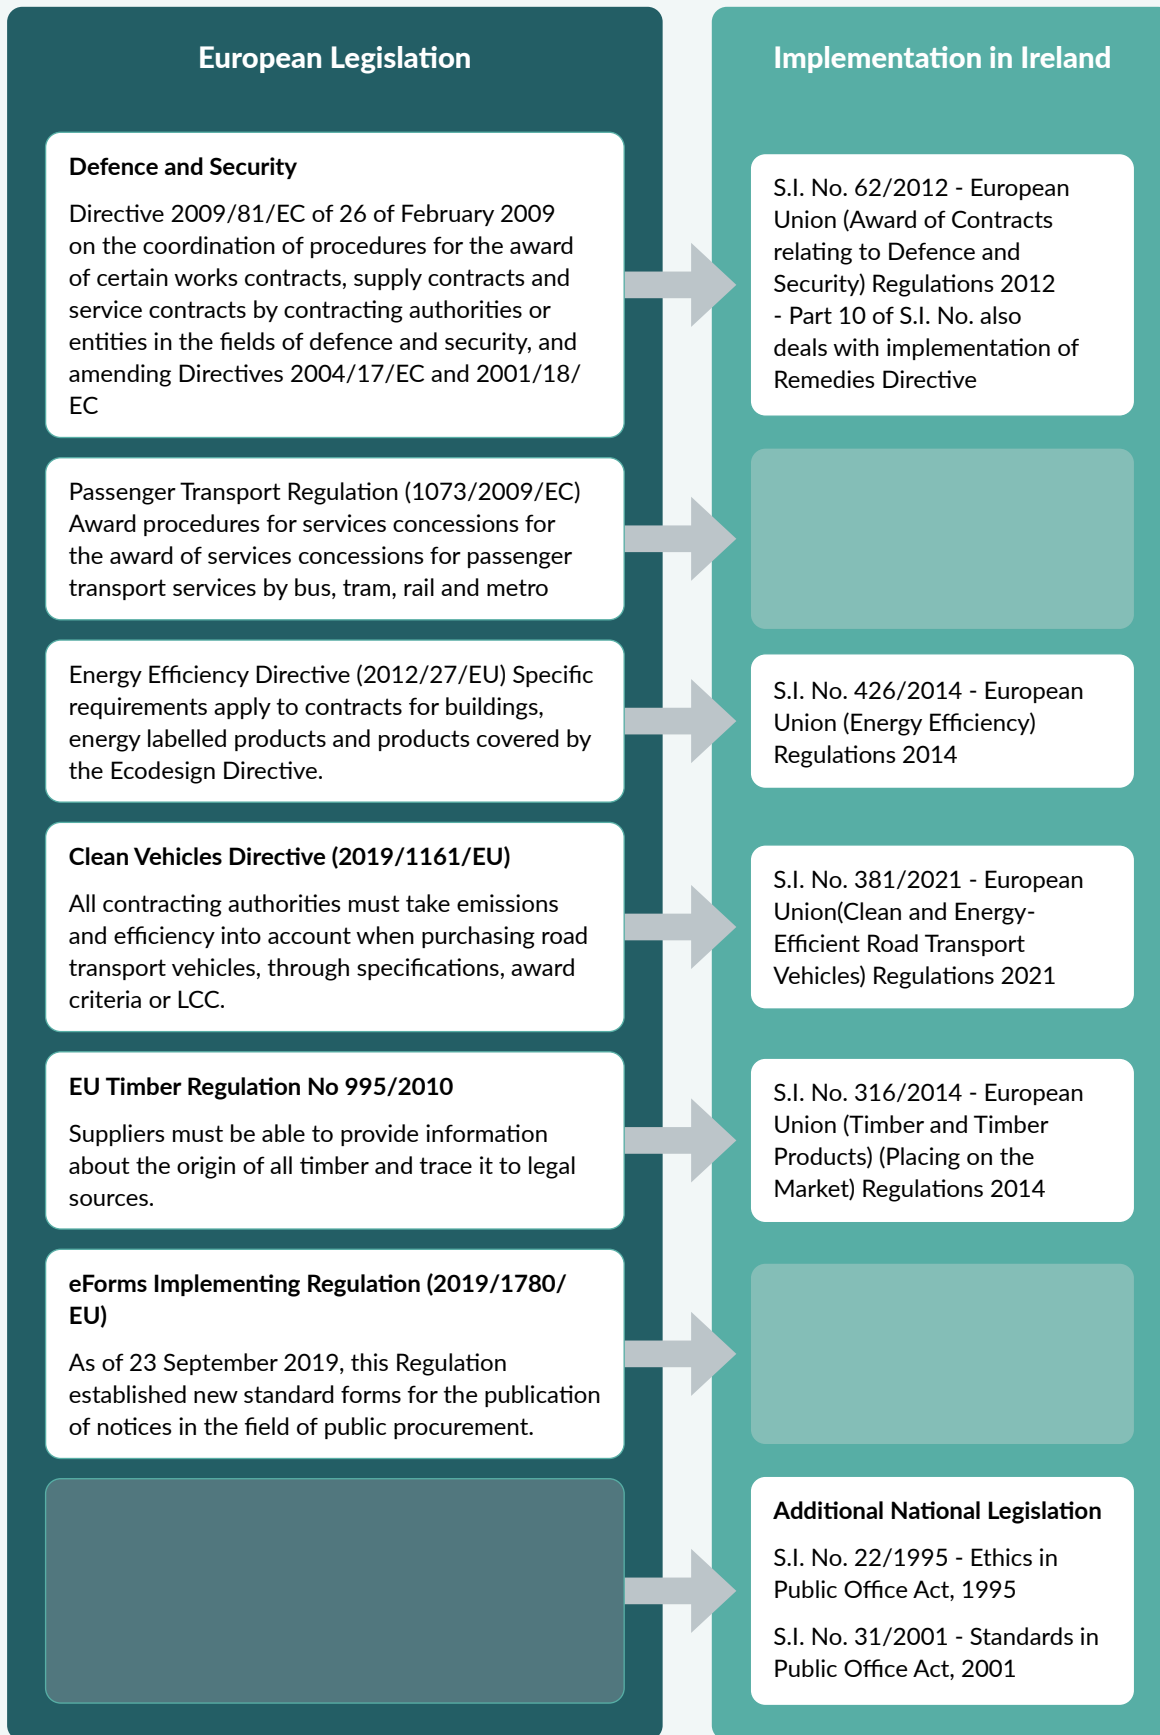 European Legislation
Implementation in Ireland
Defence and Security
Directive 2009/81/EC of 26 of February 2009
on the coordination of procedures for the award
of certain works contracts, supply contracts and
service contracts by contracting authorities or
entities in the fields of defence and security, and
amending Directives 2004/17/EC and 2001/18/
EC
S.I. No. 62/2012 - European
Union (Award of Contracts
relating to Defence and
Security) Regulations 2012
- Part 10 of S.I. No. also
deals with implementation of
Remedies Directive
Passenger Transport Regulation (1073/2009/EC)
Award procedures for services concessions for
the award of services concessions for passenger
transport services by bus, tram, rail and metro
Energy Efficiency Directive (2012/27/EU) Specific
requirements apply to contracts for buildings,
energy labelled products and products covered by
the Ecodesign Directive.
S.I. No. 426/2014 - European
Union (Energy Efficiency)
Regulations 2014
Clean Vehicles Directive (2019/1161/EU)
All contracting authorities must take emissions
and efficiency into account when purchasing road
transport vehicles, through specifications, award
criteria or LCC.
S.I. No. 381/2021 - European
Union(Clean and Energy-
Efficient Road Transport
Vehicles) Regulations 2021
EU Timber Regulation No 995/2010
Suppliers must be able to provide information
about the origin of all timber and trace it to legal
sources.
S.I. No. 316/2014 - European
Union (Timber and Timber
Products) (Placing on the
Market) Regulations 2014
eForms Implementing Regulation (2019/1780/
EU)
As of 23 September 2019, this Regulation
established new standard forms for the publication
of notices in the field of public procurement.
Additional National Legislation
S.I. No. 22/1995 - Ethics in
Public Office Act, 1995
S.I. No. 31/2001 - Standards in
Public Office Act, 2001